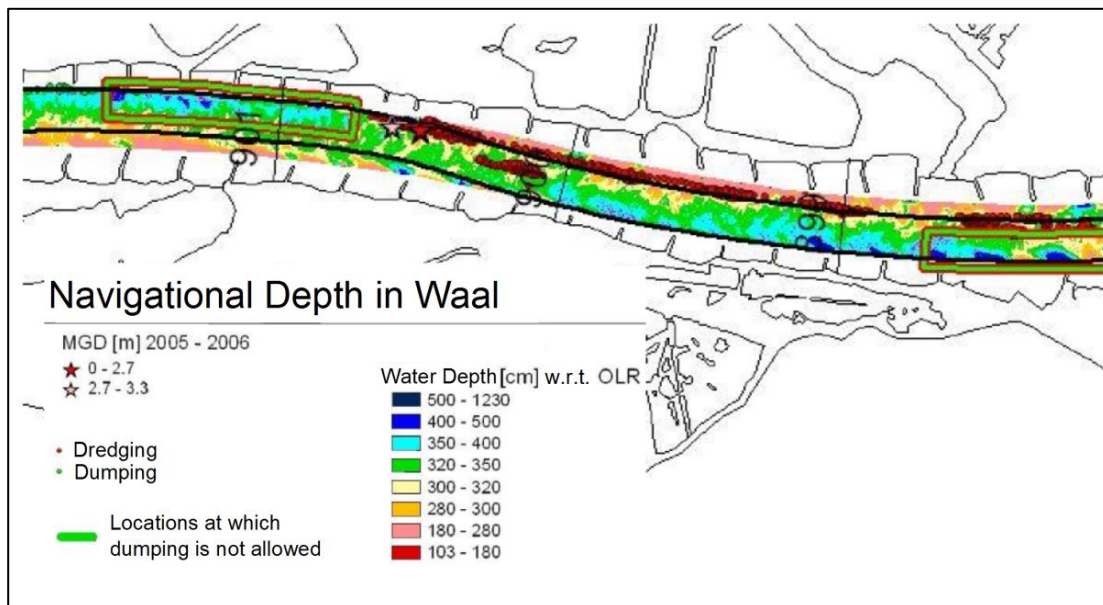 901
899
Navigational Depth in Waal
MGD [m] 2005 - 2006
0 - 2.7
2.7 - 3.3
Dredging
Dumping
Locations at which
dumping is not allowed
Water Depth[cm] w.r.t. OLR
500 - 1230
400 - 500
350 - 400
320 - 350
300 - 320
280 - 300
180 - 280
103 - 180